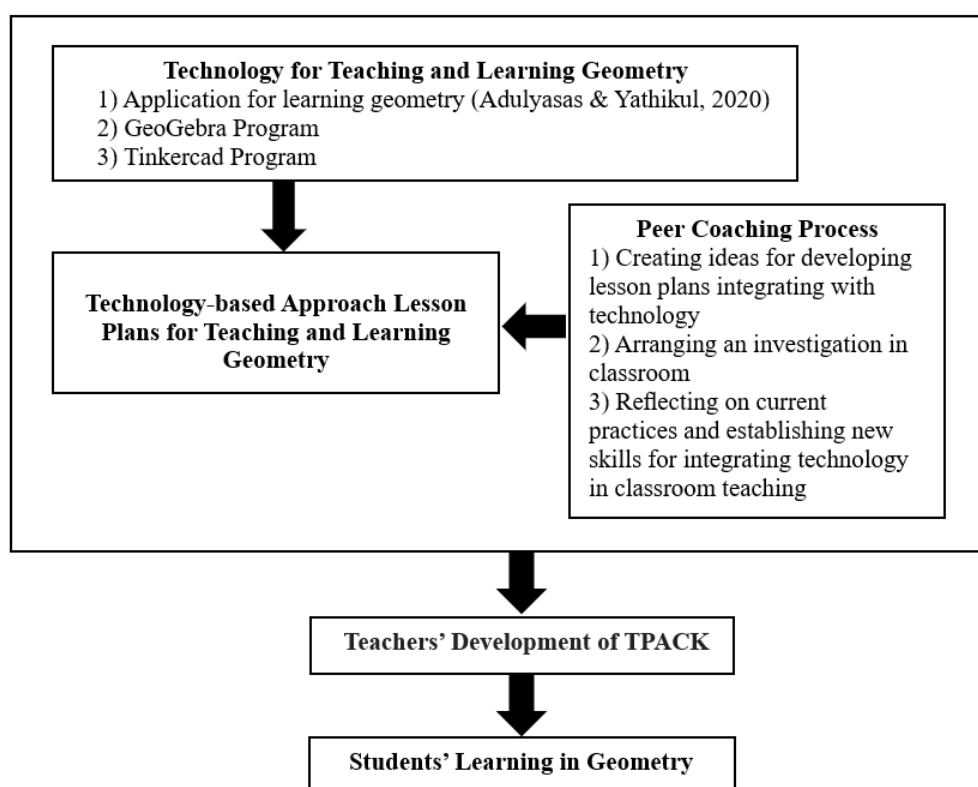 Technology for Teaching and Learning Geometry
1) Application for learning geometry (Adulyasas & Yathikul, 2020)
2) GeoGebra Program
3) Tinkercad Program
Peer Coaching Process
1) Creating ideas for developing
lesson plans integrating with
technology
2) Arranging an investigation in
classroom
3) Reflecting on current
practices and establishing new
skills for integrating technology
in classroom teaching
Technology-based Approach Lesson
Plans for Teaching and Learning
Geometry
Teachers’ Development of TPACK
Students’ Learning in Geometry